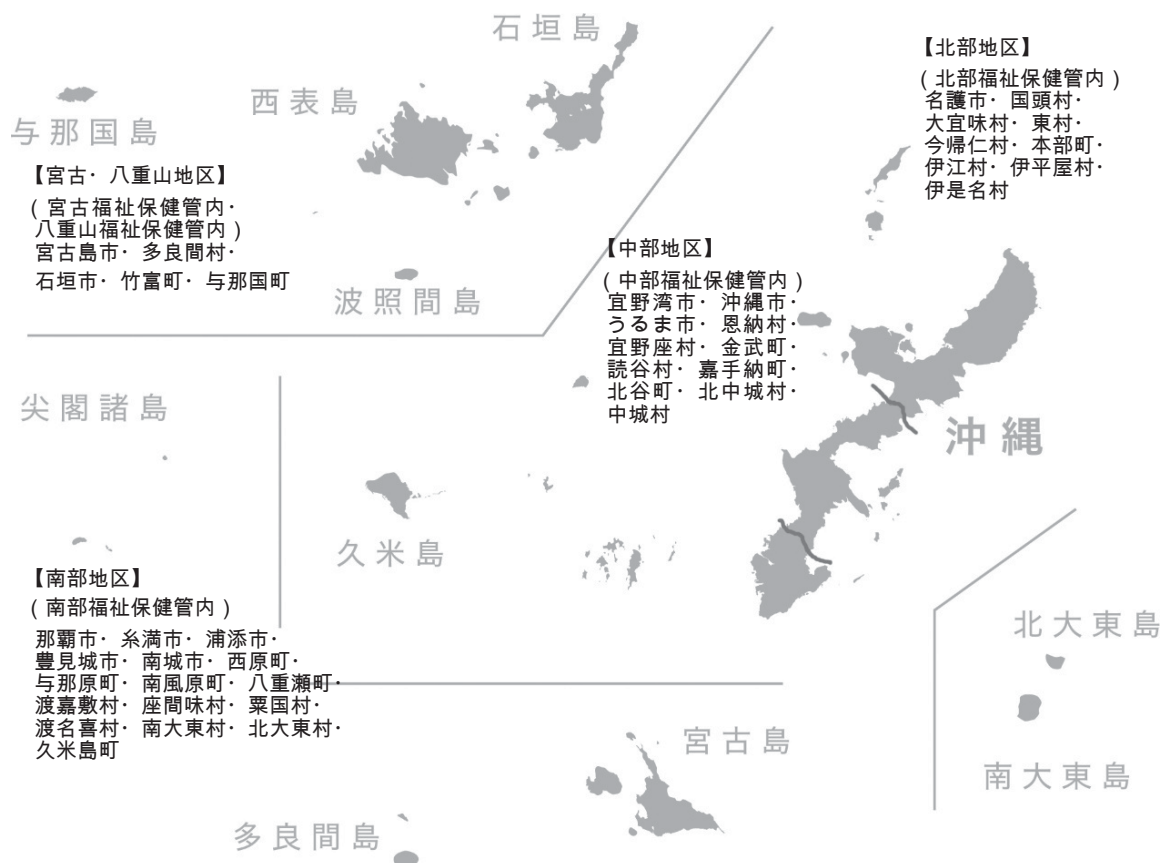 石垣島
西表島
与那国島
【宮古・八重山地区】
(宮古福祉保健管内・
八重山福祉保健管内)
宮古島市・多良間村・
石垣市・竹富町・与那国町
波照間島
【北部地区】
(北部福祉保健管内)
名護市・国頭村・
大宜味村・東村・
今帰仁村・本部町・
伊江村・伊平屋村・
伊是名村
【中部地区】
(中部福祉保健管内)
宜野湾市・沖縄市・
うるま市・恩納村・
宜野座村・金武町・
読谷村・嘉手納町・
北谷町・北中城村・
中城村
尖閣諸島
沖縄
久米島
【南部地区】
(南部福祉保健管内)
那覇市・糸満市・浦添市・
豊見城市・南城市・西原町・
与那原町・南風原町・八重瀬町・
渡嘉敷村・座間味村・粟国村・
渡名喜村・南大東村・北大東村・
久米島町
北大東島
南大東島
宮古島
多良間島